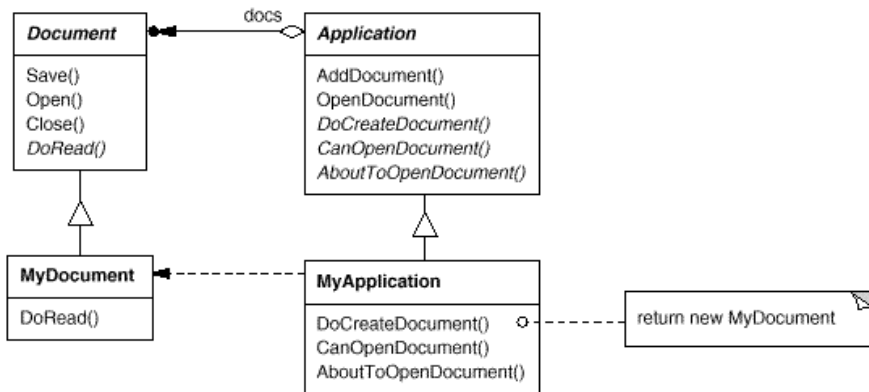 docs
Document
Save()
Open()
Close()
DoRead()
Application
AddDocument()
OpenDocument()
DoCreateDocument()
CanOpenDocument()
AboutToOpenDocument()
MyDocument
DoRead()
MyApplication
DoCreateDocument()
CanOpenDocument()
AboutToOpenDocument()
return new MyDocument